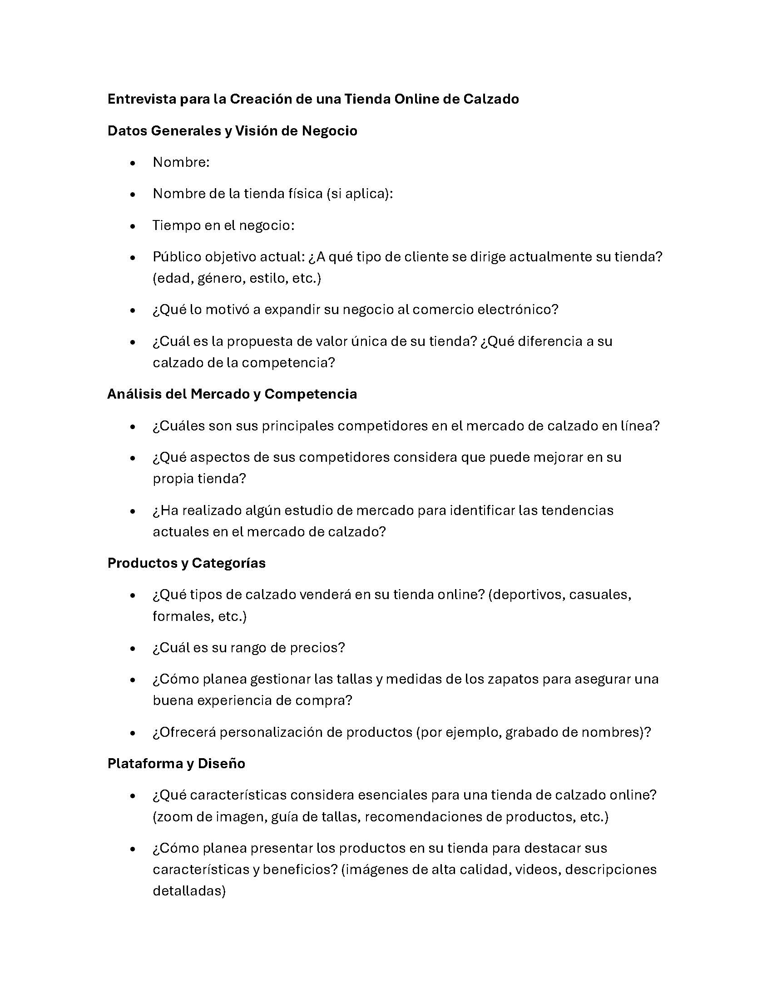 Entrevista para la Creación de una Tienda Online de Calzado
Datos Generales y Visión de Negocio
• Nombre:
• Nombre de la tienda física (si aplica):
• Tiempo en el negocio:
• Público objetivo actual: ¿A qué tipo de cliente se dirige actualmente su tienda?
(edad, género, estilo, etc.)
• ¿Qué lo motivó a expandir su negocio al comercio electrónico?
• ¿Cuál es la propuesta de valor única de su tienda? ¿Qué diferencia a su
calzado de la competencia?
Análisis del Mercado y Competencia
• ¿Cuáles son sus principales competidores en el mercado de calzado en línea?
• ¿Qué aspectos de sus competidores considera que puede mejorar en su
propia tienda?
• ¿Ha realizado algún estudio de mercado para identificar las tendencias
actuales en el mercado de calzado?
Productos y Categorías
• ¿Qué tipos de calzado venderá en su tienda online? (deportivos, casuales,
formales, etc.)
• ¿Cuál es su rango de precios?
• ¿Cómo planea gestionar las tallas y medidas de los zapatos para asegurar una
buena experiencia de compra?
• ¿Ofrecerá personalización de productos (por ejemplo, grabado de nombres)?
Plataforma y Diseño
• ¿Qué características considera esenciales para una tienda de calzado online?
(zoom de imagen, guía de tallas, recomendaciones de productos, etc.)
• ¿Cómo planea presentar los productos en su tienda para destacar sus
características y beneficios? (imágenes de alta calidad, videos, descripciones
detalladas)